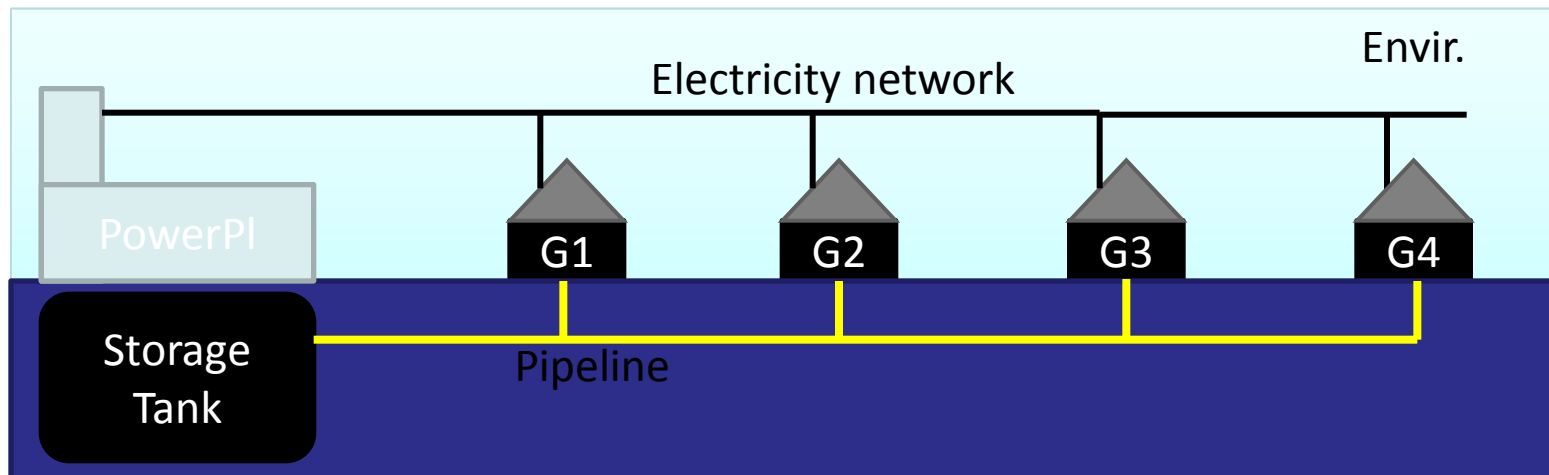 Envir.
Electricity network
PowerPl
G1
G2
G3
G4
Storage
Tank
Pipeline